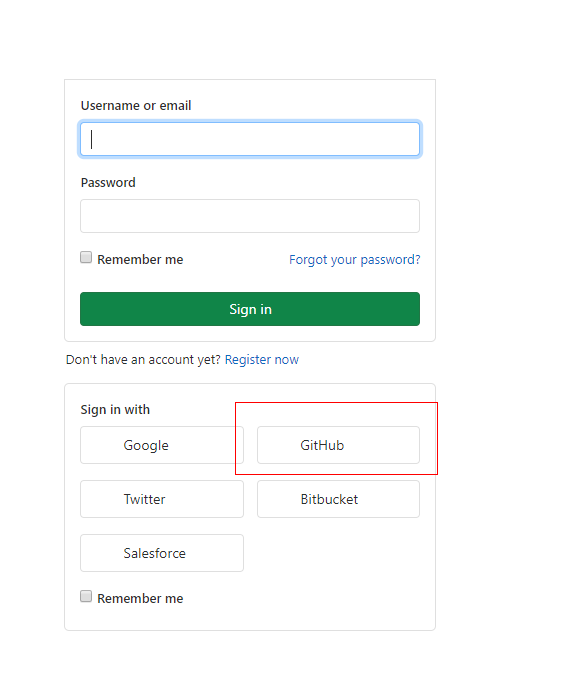 Username or email
Password
Remember me Forgot your password?
Sign in
Don't have an account yet? Register now
Sign in with
Google GitHub
Twitter Bitbucket
Salesforce
Remember me